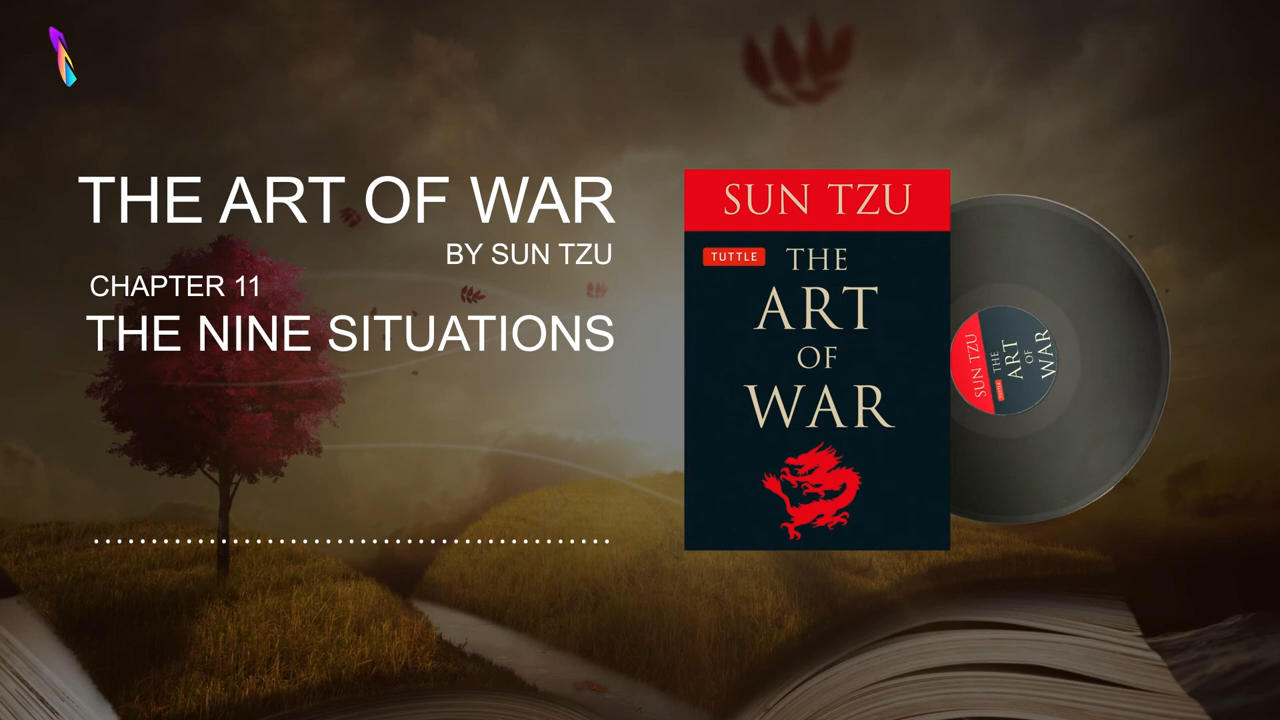 THE ART OF WAR
BY SUN TZU
CHAPTER 11
THE NINE SITUATIONS
SUN TZU
TUTTLE
THE
ART
OF
WAR
SUN TZU
TUTTLE
THE
ART
OF
WAR